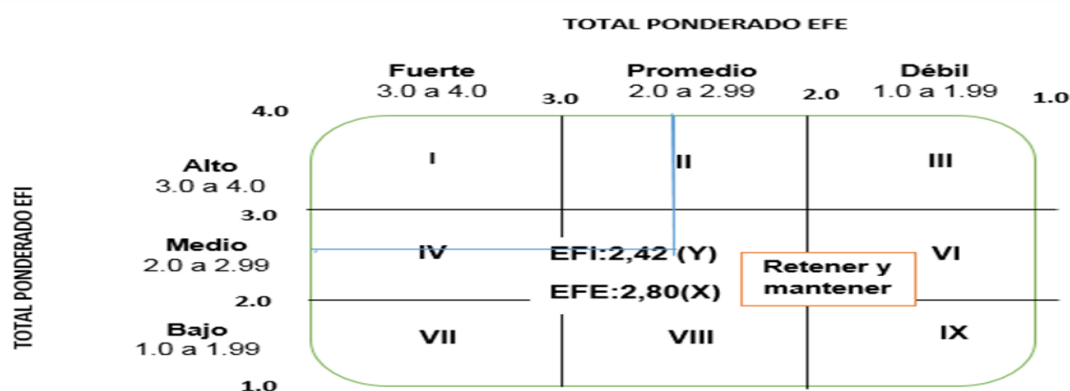 TOTAL PONDERADO EFE
Fuerte
3.0 a 4.0
Promedio
2.0 a 2.99
Débil
1.0 a 1.99
4.0
3.0
2.0
1.0
TOTAL PONDERADO EFI
Alto
3.0 a 4.0
I
II
III
3.0
Medio
2.0 a 2.99
IV
EFI:2,42 (Y)
EFE:2,80(X)
Retener y
mantener
VI
2.0
Bajo
1.0 a 1.99
VII
VIII
IX
1.0